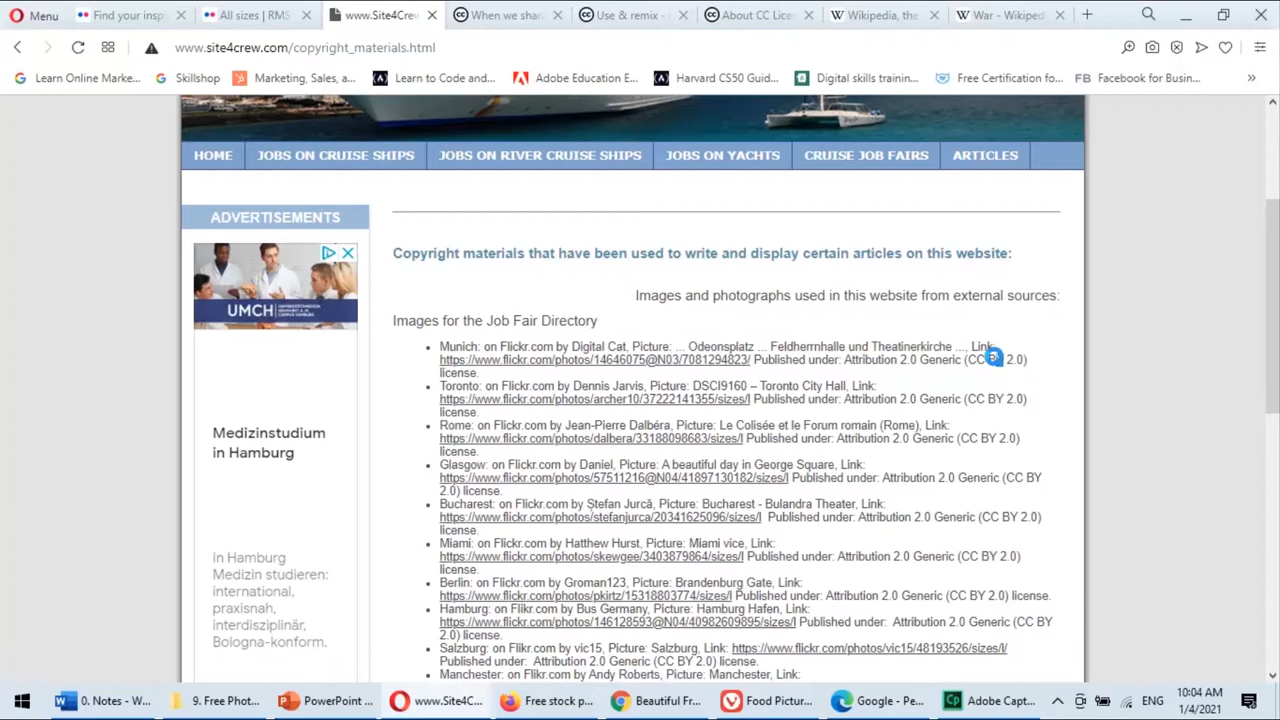 Menu
Find your insp
All sizes | RMS
www.Site4Crew
When we shar
Use & remix -
About CC Lice
Wikipedia, the
War - Wikiped
www.site4crew.com/copyright_materials.html
Learn Online Marke...
Skillshop
Marketing, Sales, a...
Learn to Code and...
Adobe Education E...
Harvard CS50 Guid...
Digital skills trainin...
Free Certification fo...
FB Facebook for Busin...
HOME
JOBS ON CRUISE SHIPS
JOBS ON RIVER CRUISE SHIPS
JOBS ON YACHTS
CRUISE JOB FAIRS
ARTICLES
ADVERTISEMENTS
UMCH
Medizinstudium
in Hamburg
In Hamburg
Medizin studieren:
international,
praxisnah,
interdisziplinär,
Bologna-konform.
Copyright materials that have been used to write and display certain articles on this website:
Images and photographs used in this website from external sources:
Images for the Job Fair Directory
Munich: on Flickr.com by Digital Cat, Picture: ... Odeonsplatz ... Feldherrnhalle und Theatinerkirche ..., Link:
https://www.flickr.com/photos/14646075@N03/7081294823/ Published under: Attribution 2.0 Generic (CC BY 2.0)
license.
Toronto: on Flickr.com by Dennis Jarvis, Picture: DSCI9160 – Toronto City Hall, Link:
https://www.flickr.com/photos/archer10/37222141355/sizes/l Published under: Attribution 2.0 Generic (CC BY 2.0)
license.
Rome: on Flickr.com by Jean-Pierre Dalbéra, Picture: Le Colisée et le Forum romain (Rome), Link:
https://www.flickr.com/photos/dalbera/33188098683/sizes/l Published under: Attribution 2.0 Generic (CC BY 2.0)
license.
Glasgow: on Flickr.com by Daniel, Picture: A beautiful day in George Square, Link:
https://www.flickr.com/photos/57511216@N04/41897130182/sizes/l Published under: Attribution 2.0 Generic (CC BY
2.0) license.
Bucharest: on Flickr.com by Ștefan Jurcă, Picture: Bucharest - Bulandra Theater, Link:
https://www.flickr.com/photos/stefanjurca/20341625096/sizes/l Published under: Attribution 2.0 Generic (CC BY 2.0)
license.
Miami: on Flickr.com by Hatthew Hurst, Picture: Miami vice, Link:
https://www.flickr.com/photos/skewgee/3403879864/sizes/l Published under: Attribution 2.0 Generic (CC BY 2.0)
license.
Berlin: on Flickr.com by Groman123, Picture: Brandenburg Gate, Link:
https://www.flickr.com/photos/pkirtz/15318803774/sizes/l Published under: Attribution 2.0 Generic (CC BY 2.0) license.
Hamburg: on Flikr.com by Bus Germany, Picture: Hamburg Hafen, Link:
https://www.flickr.com/photos/146128593@N04/40982609895/sizes/l Published under: Attribution 2.0 Generic (CC BY
2.0) license.
Salzburg: on Flickr.com by vic15, Picture: Salzburg, Link: https://www.flickr.com/photos/vic15/48193526/sizes/l/
Published under: Attribution 2.0 Generic (CC BY 2.0) license.
Manchester: on Flikr.com by Andy Roberts, Picture: Manchester, Link:
0. Notes - W...
9. Free Phot...
PowerPoint ...
www.Site4C...
Free stock p...
Beautiful Fr...
Food Pictur...
Google - Pe...
Adobe Capt...
ENG
10:04 AM
1/4/2021